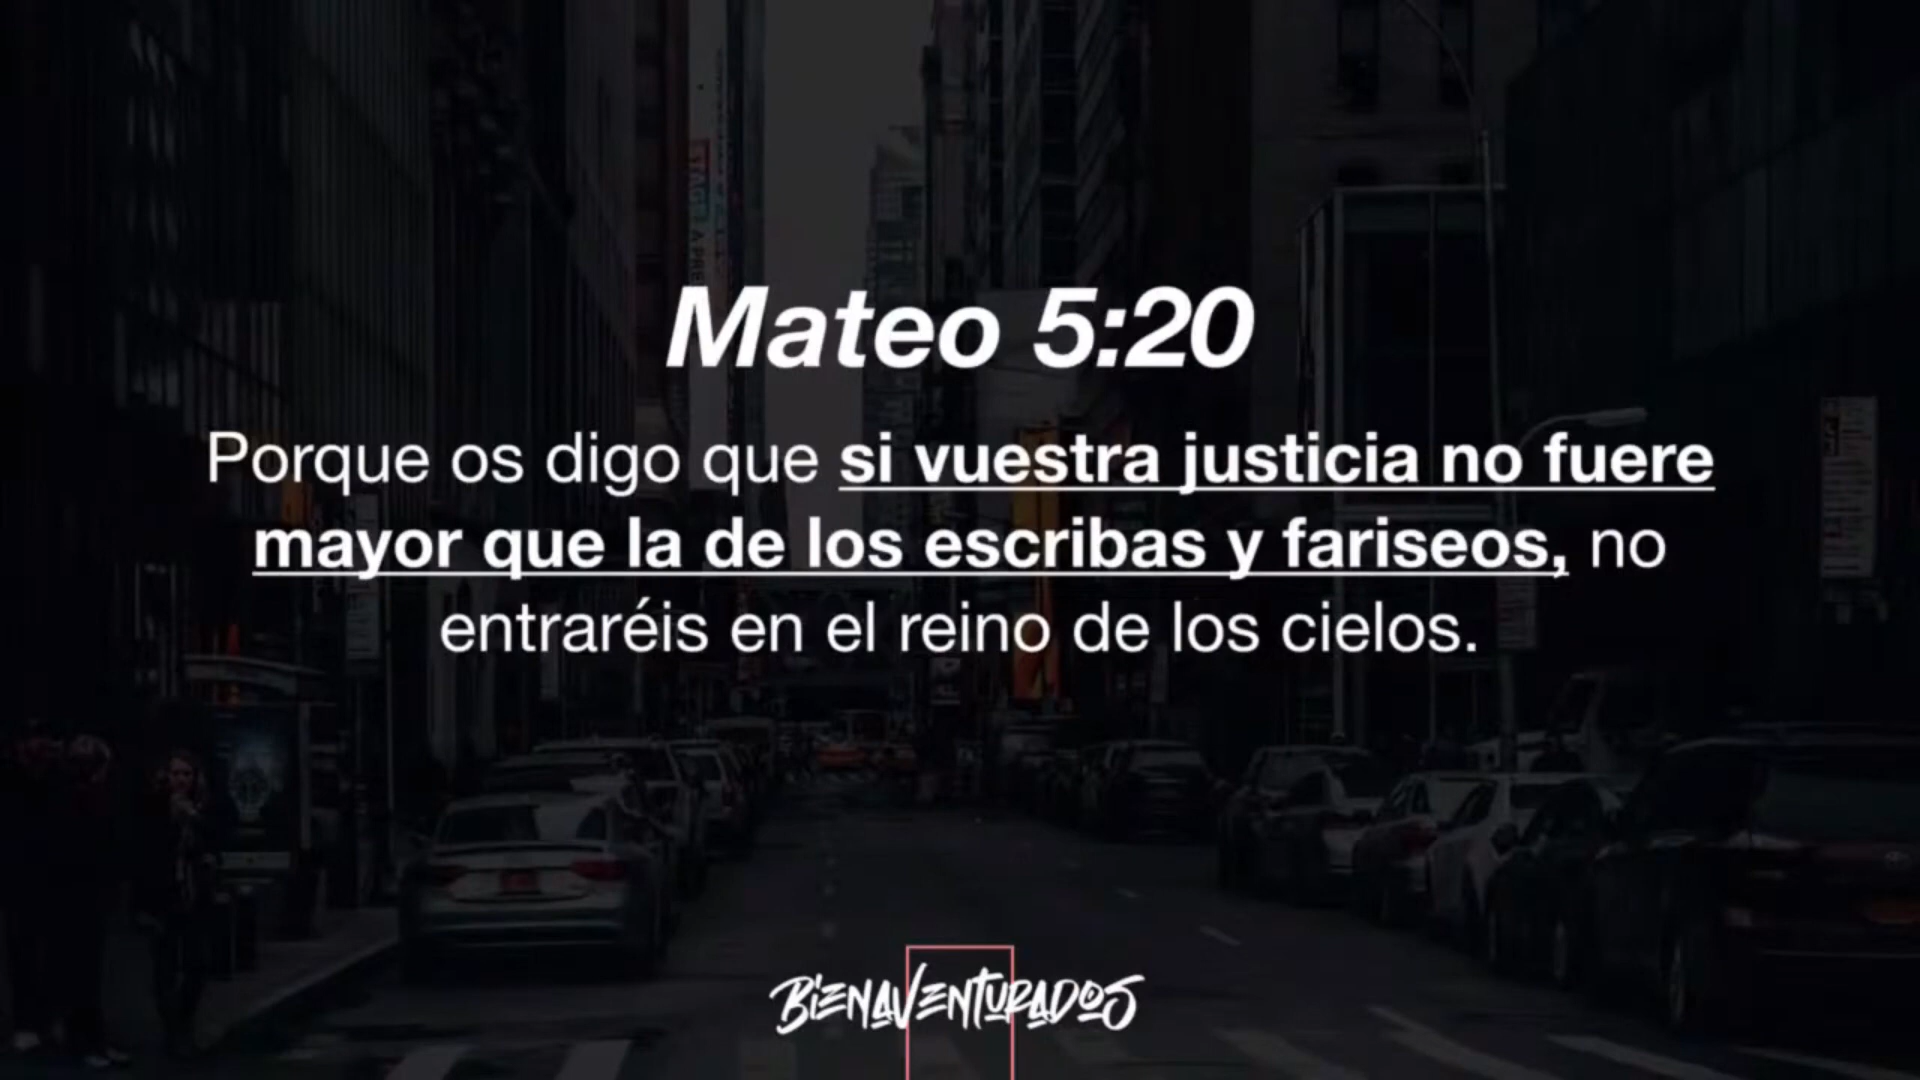 Mateo 5:20
Porque os digo que si vuestra justicia no fuere
mayor que la de los escribas y fariseos, no
entraréis en el reino de los cielos.
BIENAVENTURADOS